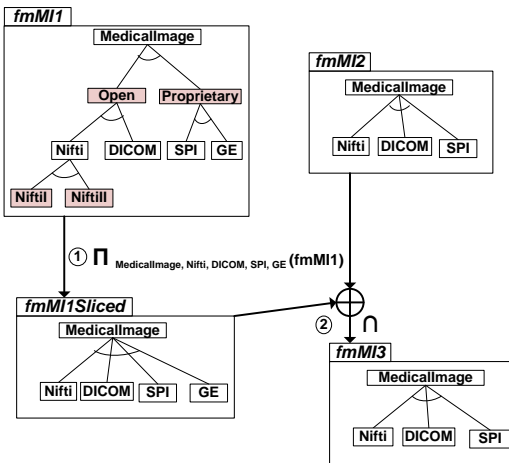 fmMI1
MedicalImage
Open Proprietary
Nifti DICOM SPI GE
NiftiI NiftiII
fmMI2
MedicalImage
Nifti DICOM SPI
1 Π MedicalImage, Nifti, DICOM, SPI, GE (fmMI1)
fmMI1Sliced
MedicalImage
Nifti DICOM SPI GE
2 ∩
fmMI3
MedicalImage
Nifti DICOM SPI